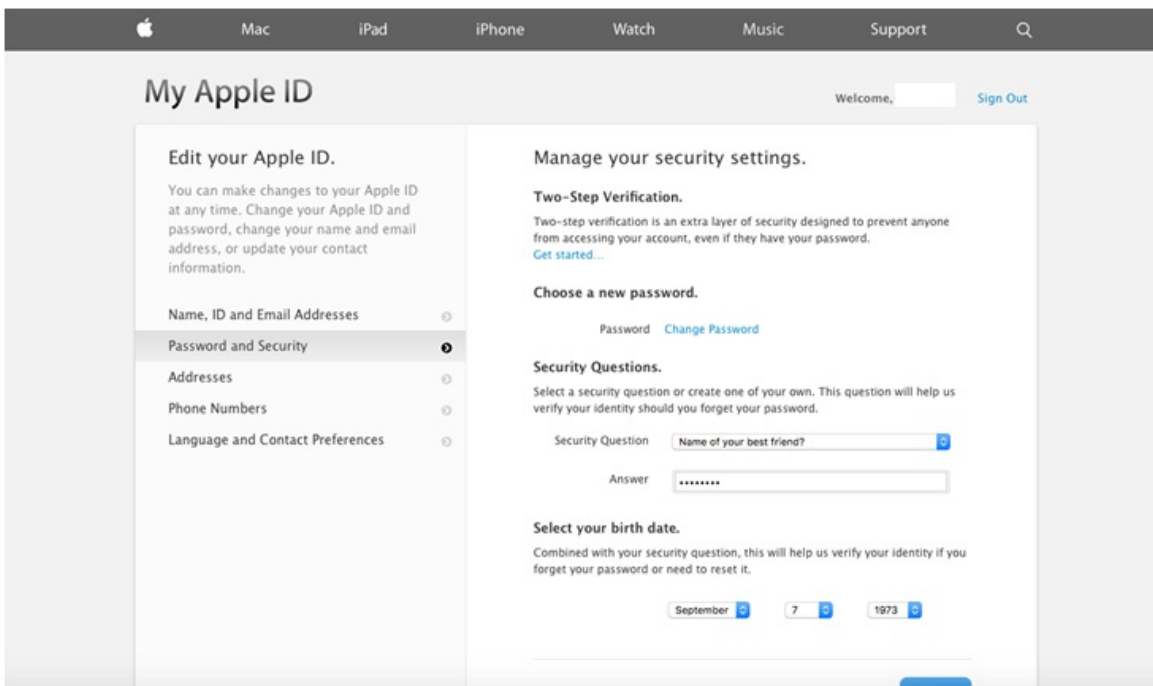 Mac iPad iPhone Watch Music Support
My Apple ID
Welcome, Sign Out
Edit your Apple ID.
You can make changes to your Apple ID
at any time. Change your Apple ID and
password, change your name and email
address, or update your contact
information.
Name, ID and Email Addresses
Password and Security
Addresses
Phone Numbers
Language and Contact Preferences
Manage your security settings.
Two-Step Verification.
Two-step verification is an extra layer of security designed to prevent anyone
from accessing your account, even if they have your password.
Get started...
Choose a new password.
Password Change Password
Security Questions.
Select a security question or create one of your own. This question will help us
verify your identity should you forget your password.
Security Question Name of your best friend?
Answer ••••••••
Select your birth date.
Combined with your security question, this will help us verify your identity if you
forget your password or need to reset it.
September 7 1973